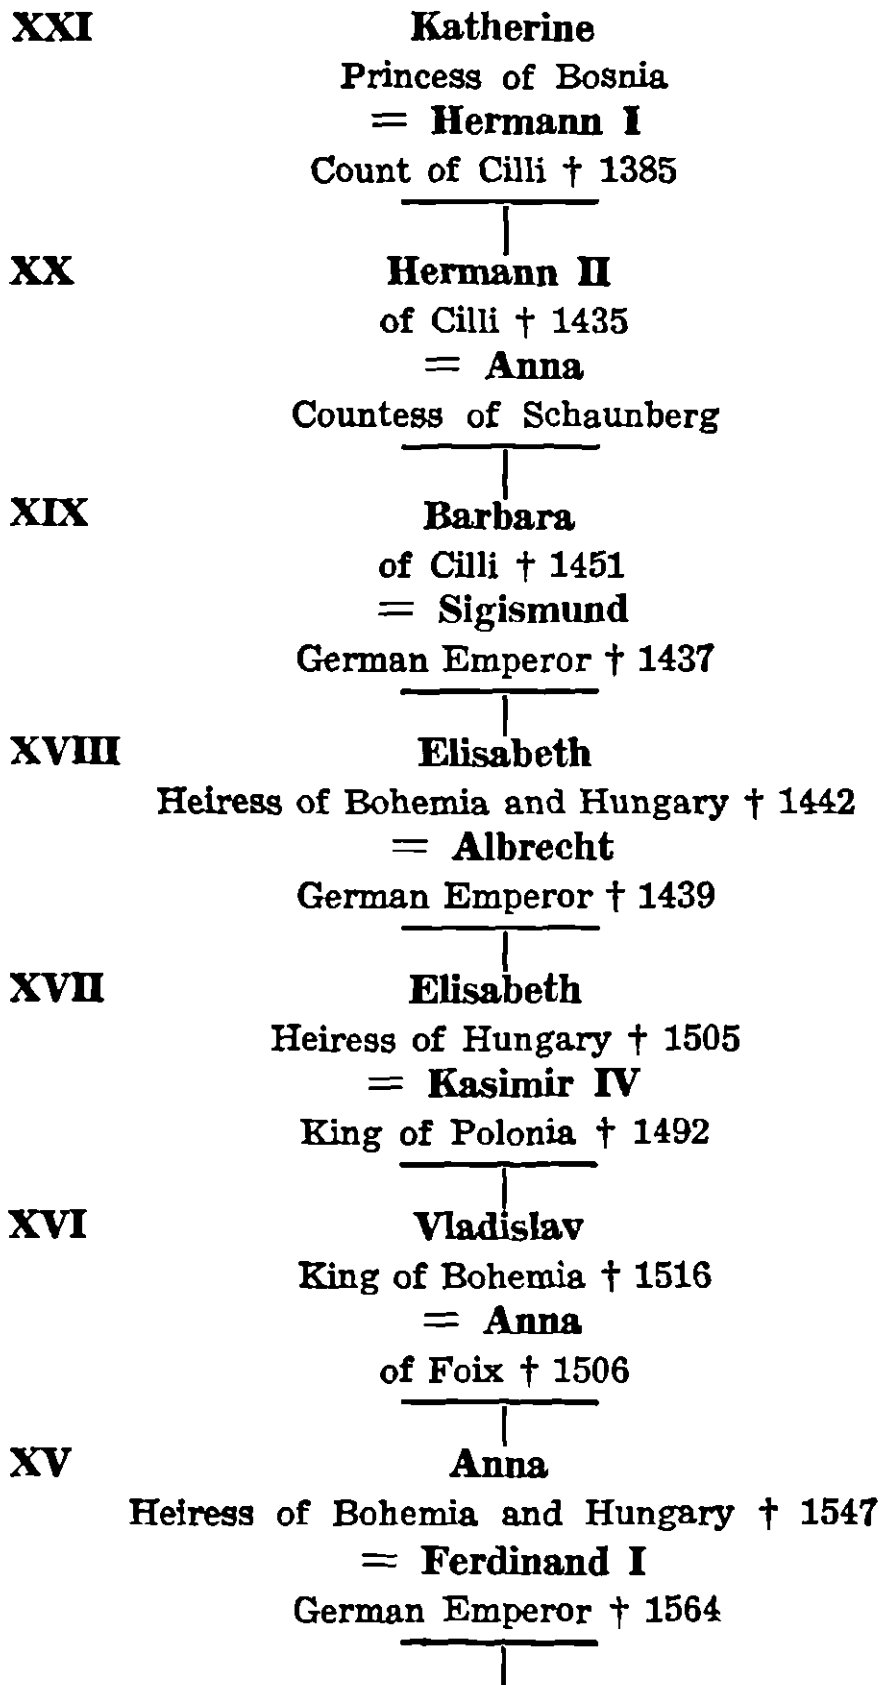 XXI Katherine
Princess of Bosnia
= Hermann I
Count of Cilli † 1385
XX Hermann II
of Cilli † 1435
= Anna
Countess of Schaunberg
XIX Barbara
of Cilli † 1451
= Sigismund
German Emperor † 1437
XVIII Elisabeth
Heiress of Bohemia and Hungary † 1442
= Albrecht
German Emperor † 1439
XVII Elisabeth
Heiress of Hungary † 1505
= Kasimir IV
King of Polonia † 1492
XVI Vladislav
King of Bohemia † 1516
= Anna
of Foix † 1506
XV Anna
Heiress of Bohemia and Hungary † 1547
= Ferdinand I
German Emperor † 1564